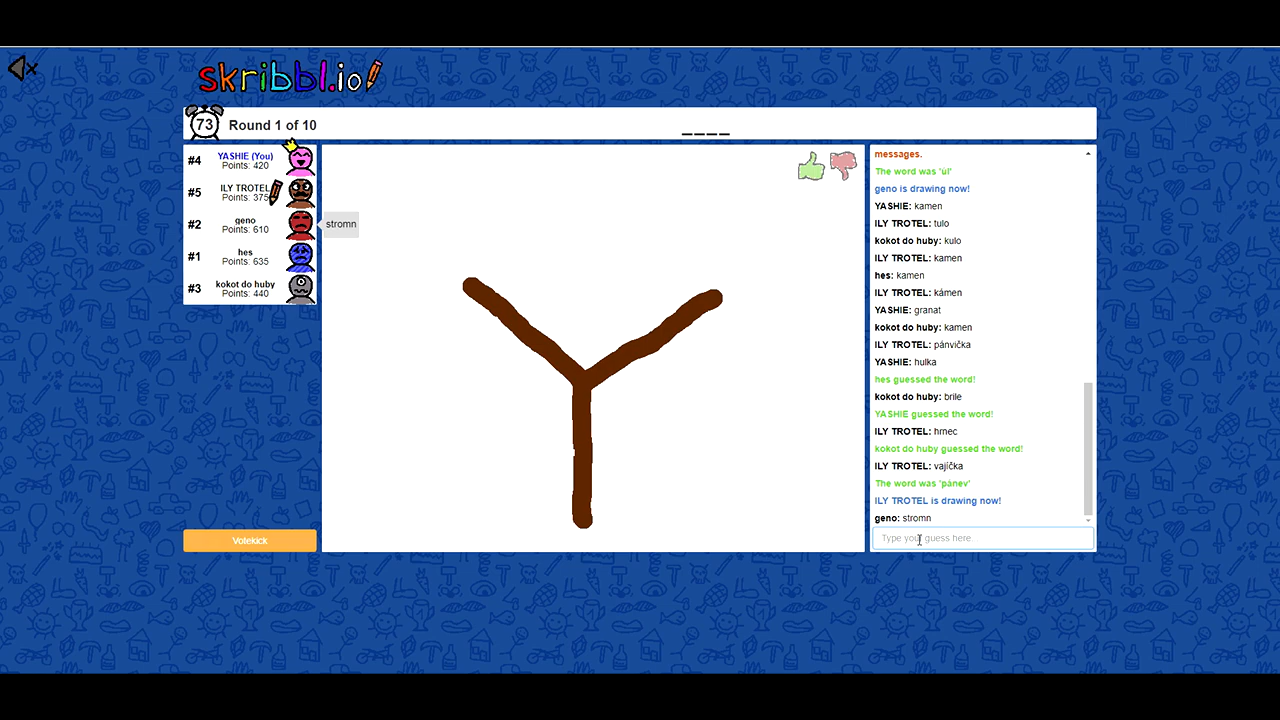 skribbl.io
73
Round 1 of 10
____
#4
YASHIE (You)
Points: 420
#5
ILY TROTEL
Points: 375
#2
geno
Points: 610
#1
hes
Points: 635
#3
kokot do huby
Points: 440
stromn
Votekick
messages.
The word was 'úl'
geno is drawing now!
YASHIE: kamen
ILY TROTEL: tulo
kokot do huby: kulo
ILY TROTEL: kamen
hes: kamen
ILY TROTEL: kámen
YASHIE: granat
kokot do huby: kamen
ILY TROTEL: pánvička
YASHIE: hulka
hes guessed the word!
kokot do huby: brile
YASHIE guessed the word!
ILY TROTEL: hrnec
kokot do huby guessed the word!
ILY TROTEL: vajíčka
The word was 'pánev'
ILY TROTEL is drawing now!
geno: stromn
Type your guess here